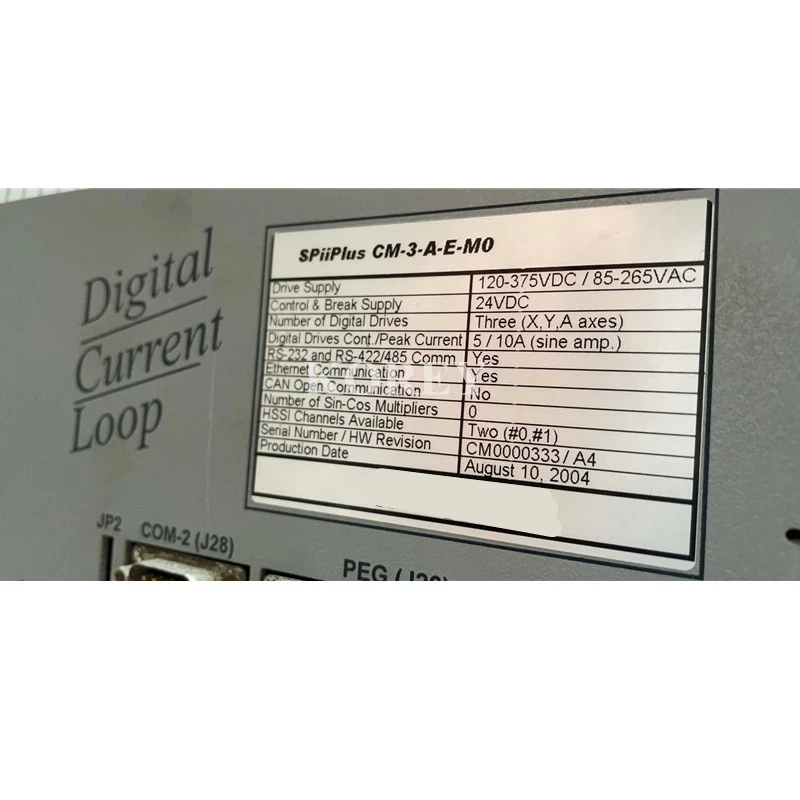 Digital
Current
Loop
SPiiPlus CM-3-A-E-M0
Drive Supply 120-375VDC / 85-265VAC
Control & Break Supply 24VDC
Number of Digital Drives Three (X,Y,A axes)
Digital Drives Cont./Peak Current 5 / 10A (sine amp.)
RS-232 and RS-422/485 Comm. Yes
Ethernet Communication Yes
CAN Open Communication No
Number of Sin-Cos Multipliers 0
HSSI Channels Available Two (#0,#1)
Serial Number / HW Revision CM0000333 / A4
Production Date August 10, 2004
JP2 COM-2 (J28)
PEG